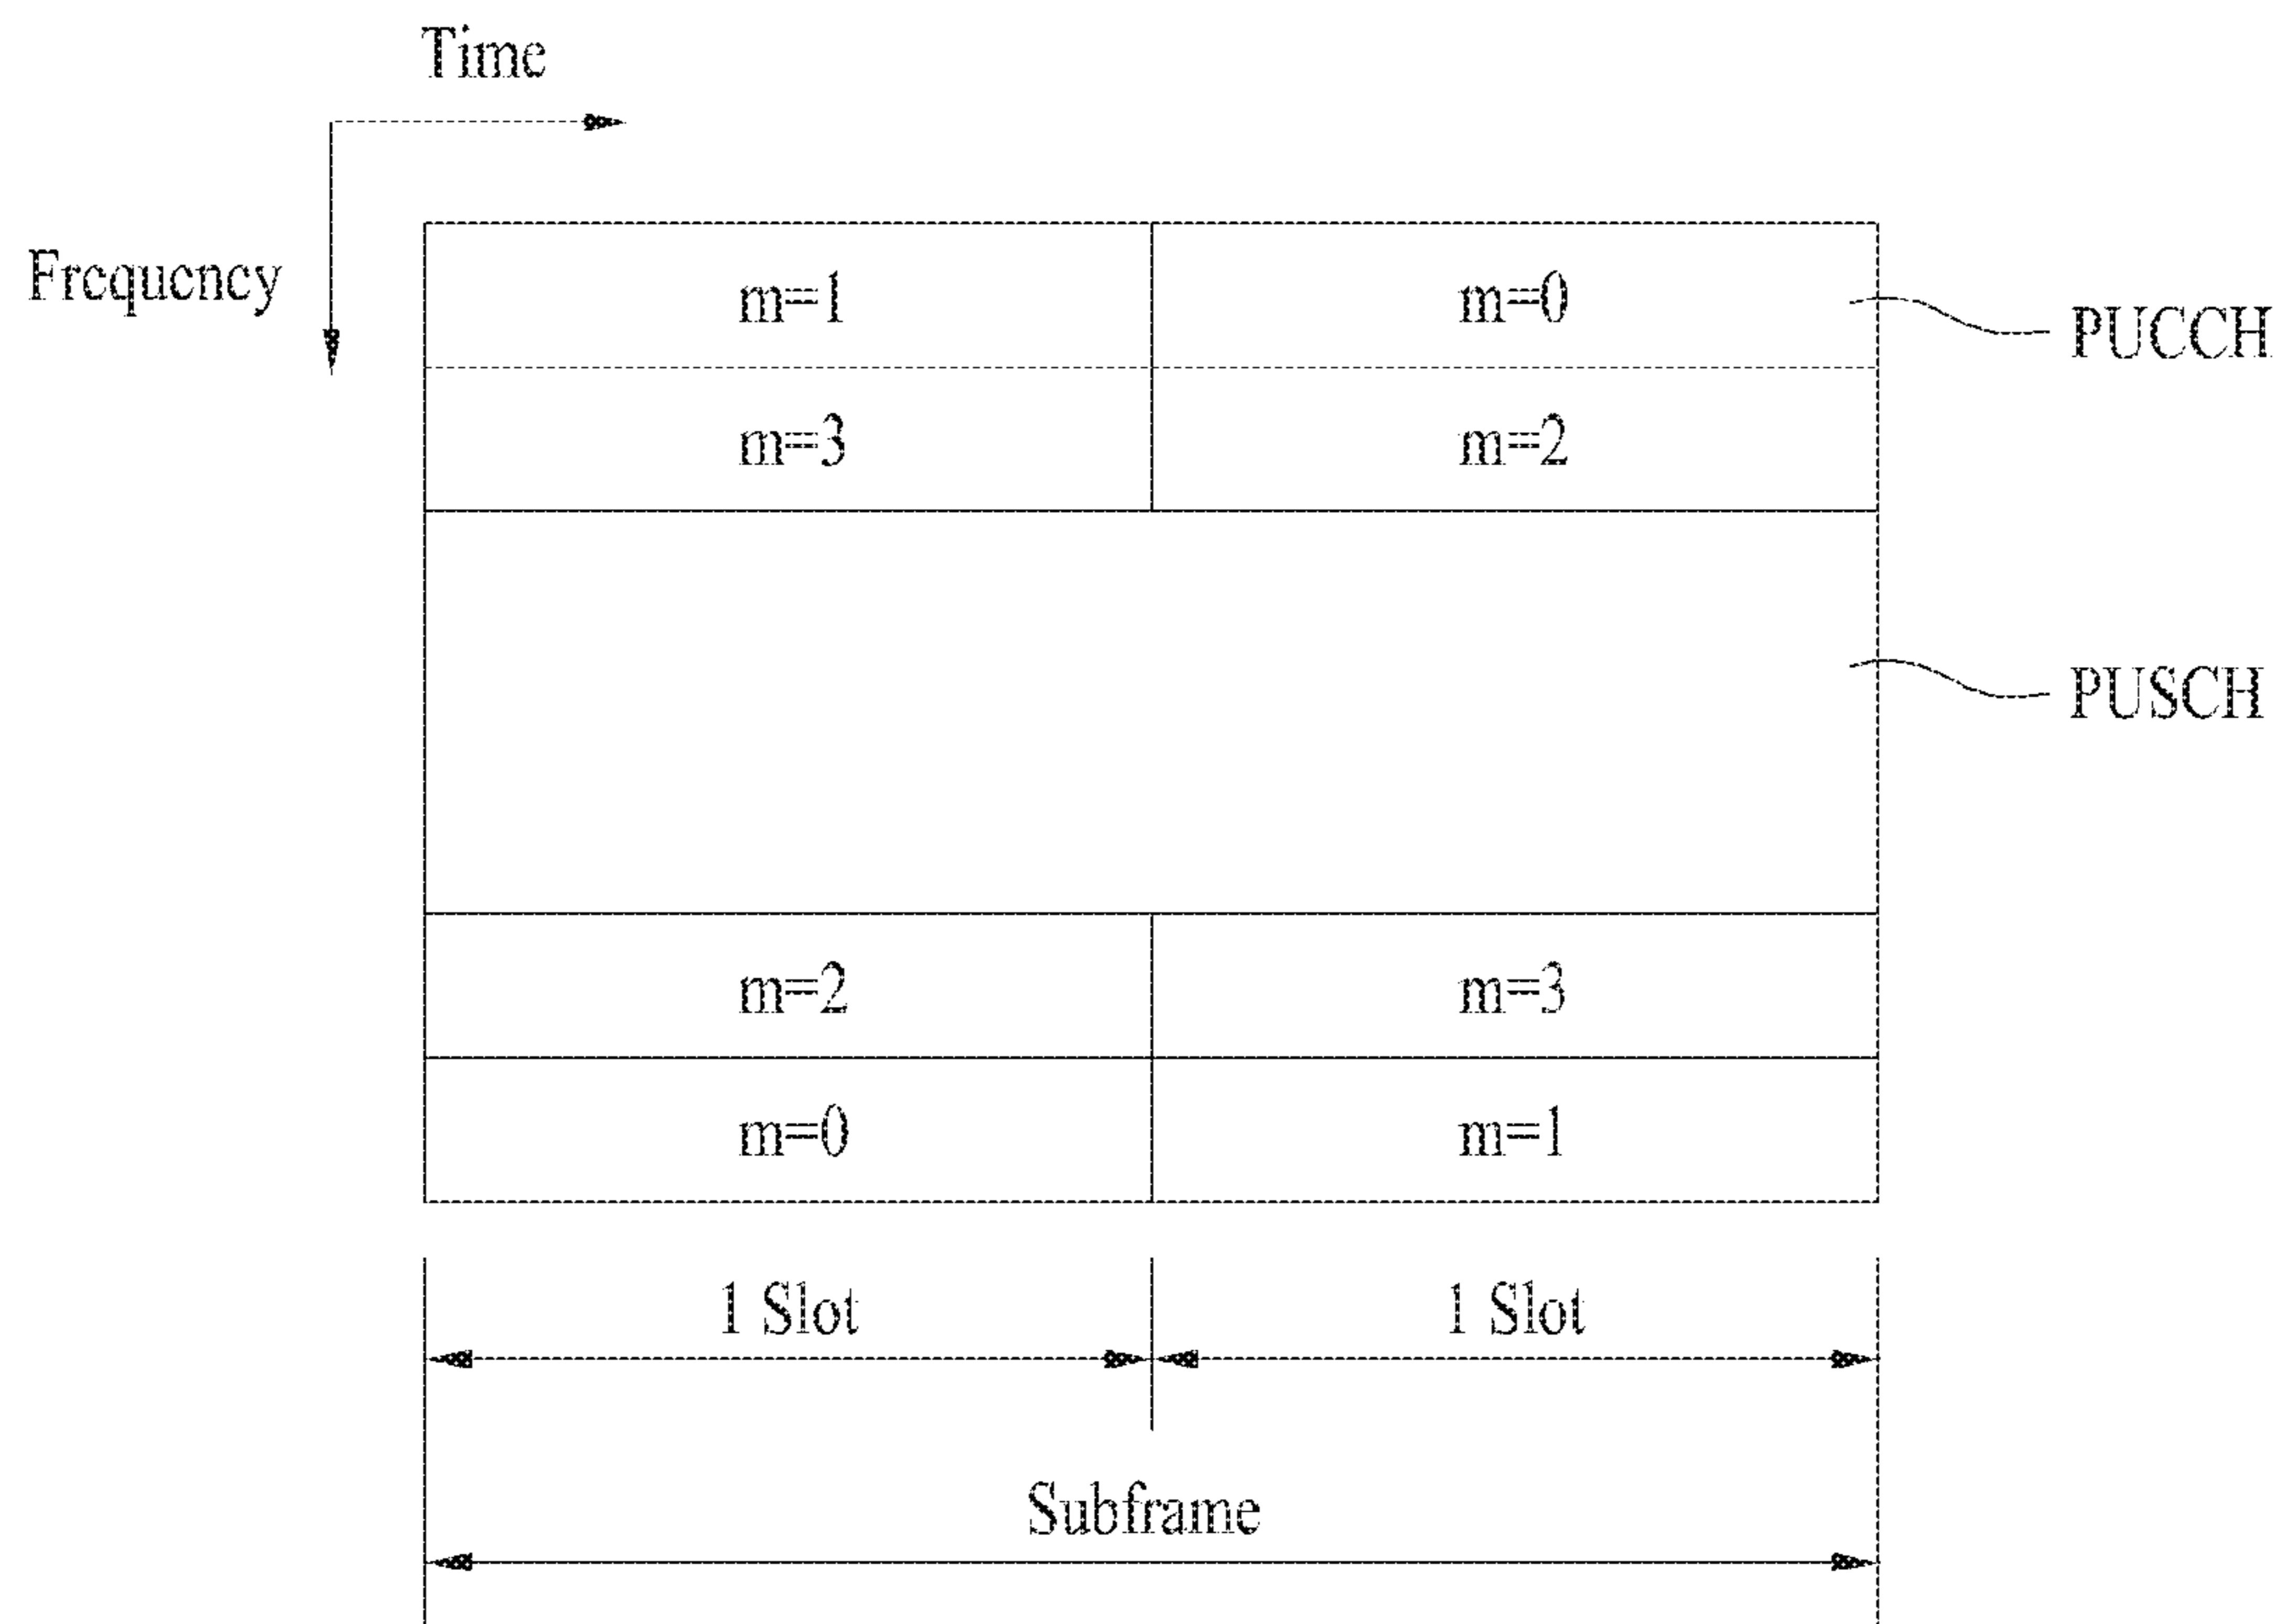 Time
Frequency
m=1 m=0
PUCCH
m=3 m=2
PUSCH
m=2 m=3
m=0 m=1
1 Slot 1 Slot
Subframe